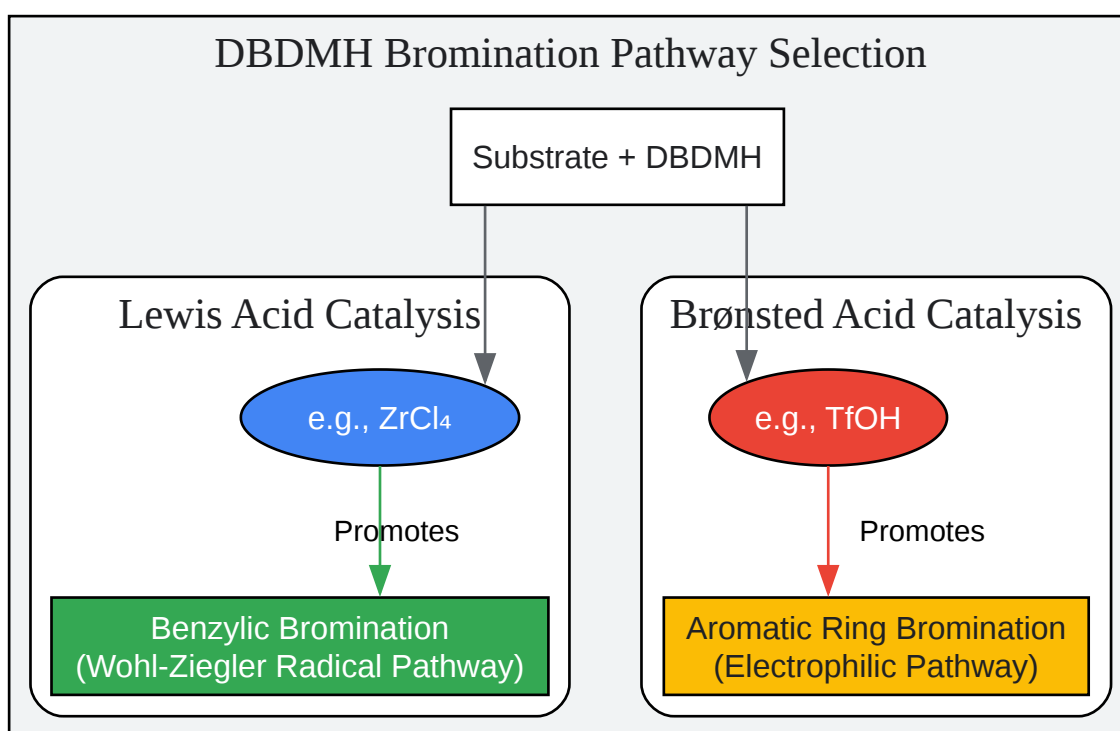 DBDMH Bromination Pathway Selection
Substrate + DBDMH
Lewis Acid Catalysis
Brønsted Acid Catalysis
e.g., ZrCl₄
e.g., TfOH
Promotes
Promotes
Benzylic Bromination
(Wohl-Ziegler Radical Pathway)
Aromatic Ring Bromination
(Electrophilic Pathway)